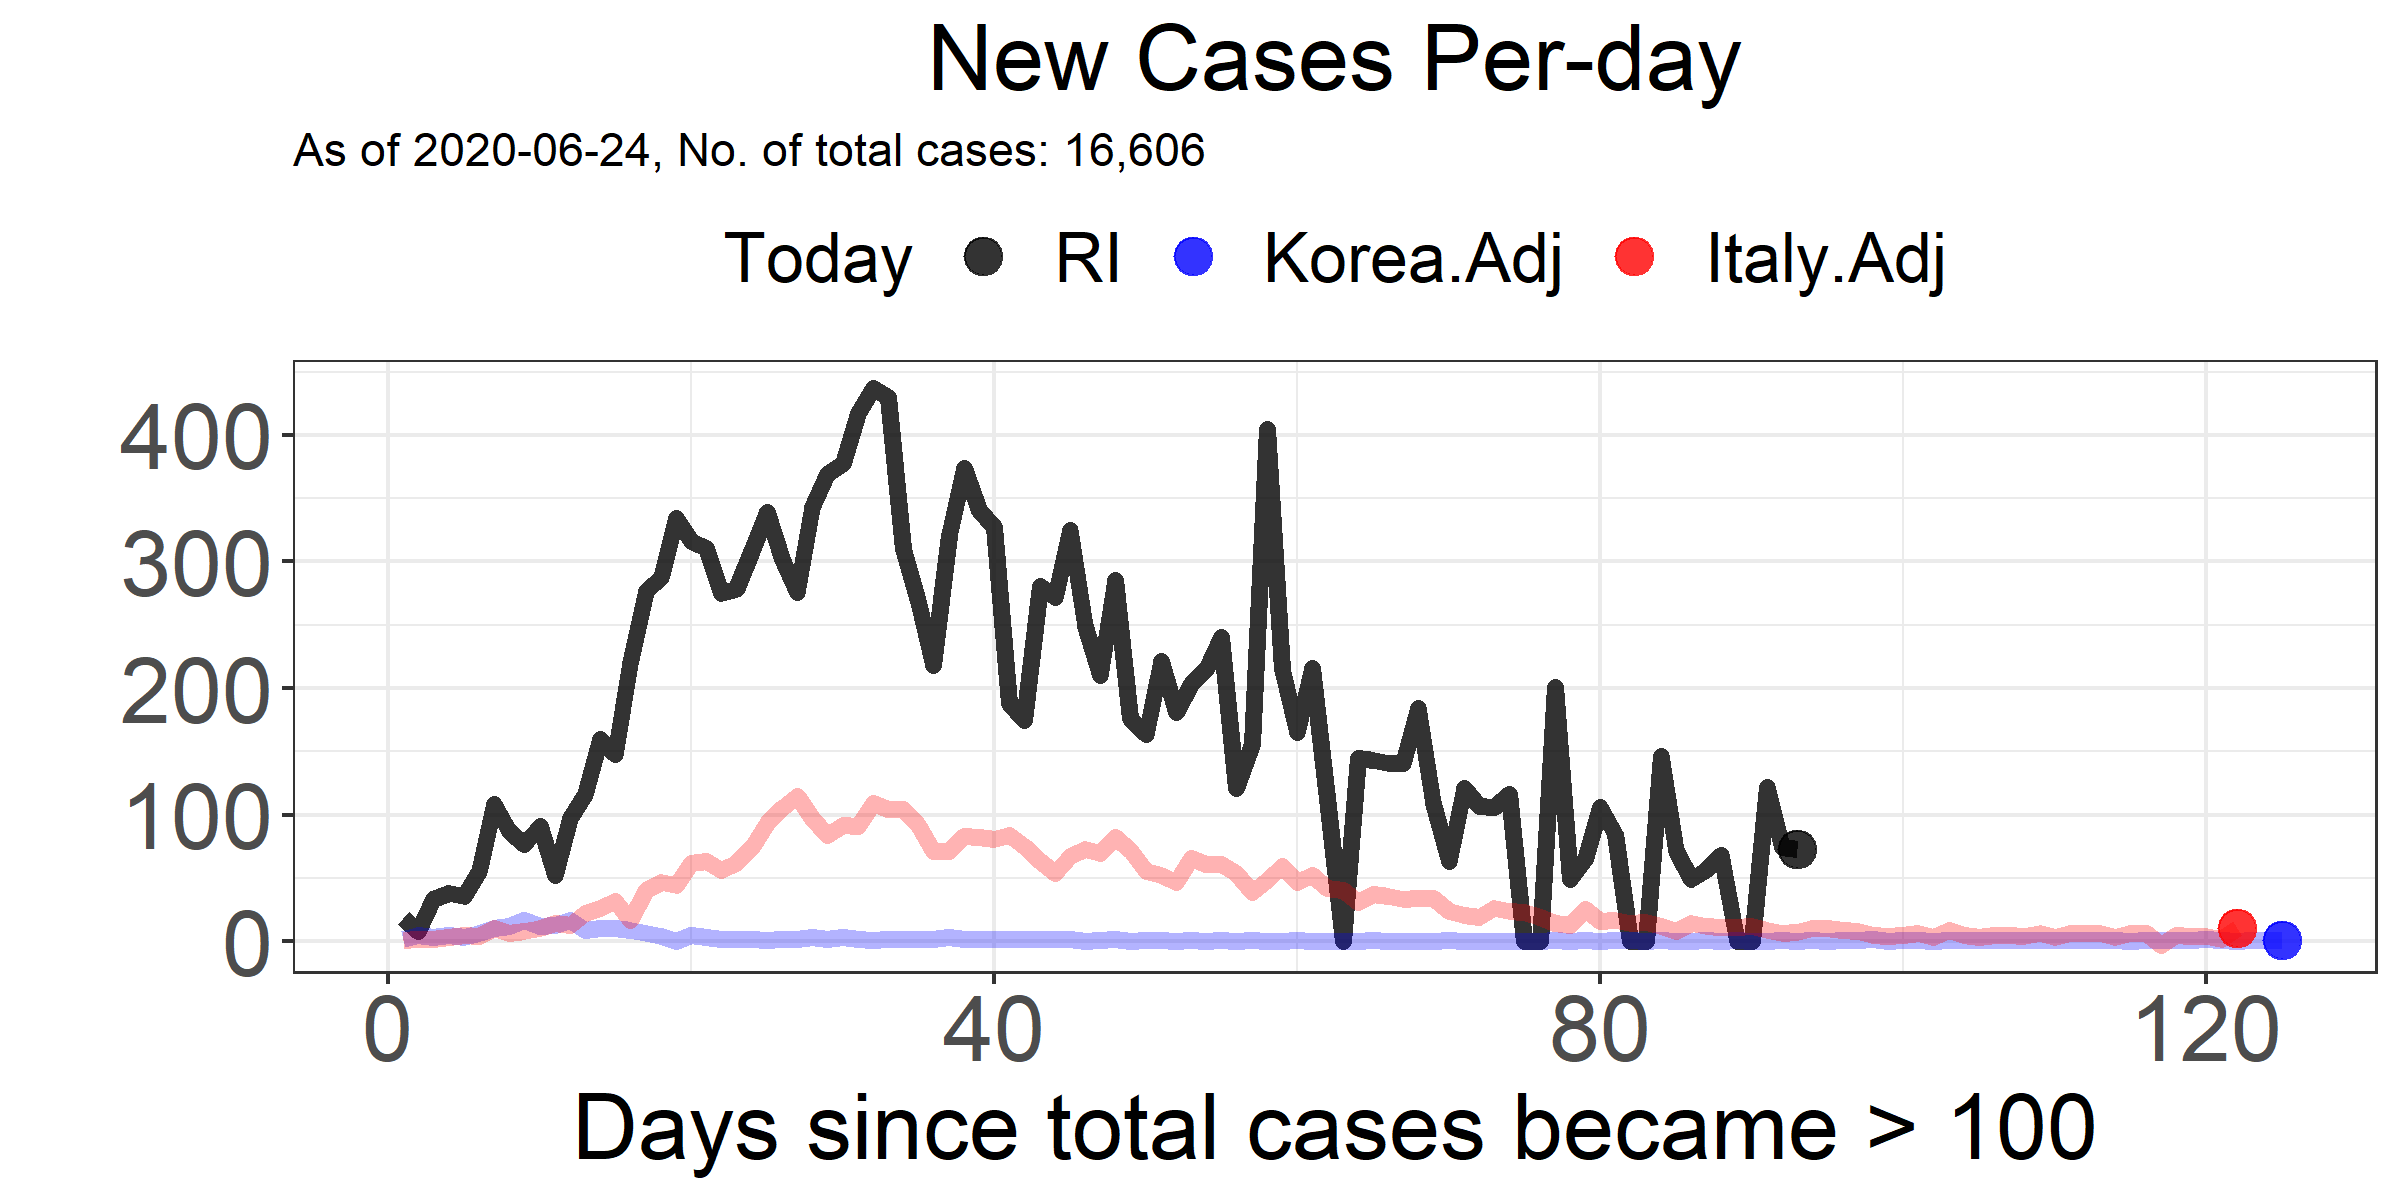 New Cases Per-day
As of 2020-06-24, No. of total cases: 16,606
Today RI Korea.Adj Italy.Adj
400
300
200
100
0
0 40 80 120
Days since total cases became > 100